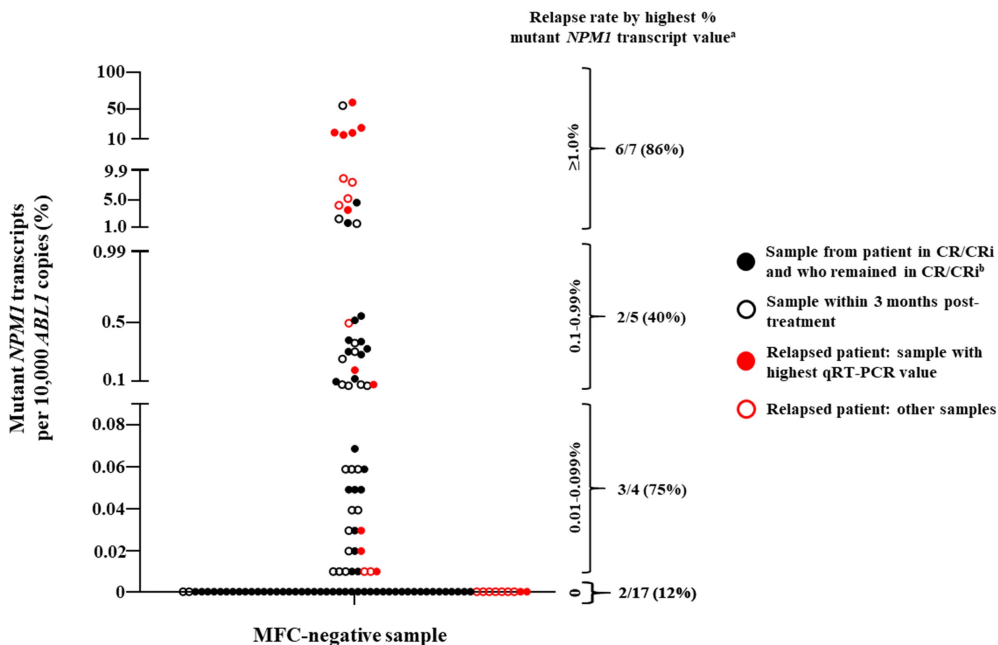 Relapse rate by highest %
mutant NPM1 transcript valueᵃ
Mutant NPM1 transcripts
per 10,000 ABL1 copies (%)
100
50
10
9.9
5.0
1.0
0.99
0.5
0.1
0.08
0.06
0.04
0.02
0
≥1.0%
6/7 (86%)
0.1-0.99%
2/5 (40%)
0.01-0.099%
3/4 (75%)
0
2/17 (12%)
Sample from patient in CR/CRi
and who remained in CR/CRiᵇ
Sample within 3 months post-
treatment
Relapsed patient: sample with
highest qRT-PCR value
Relapsed patient: other samples
MFC-negative sample